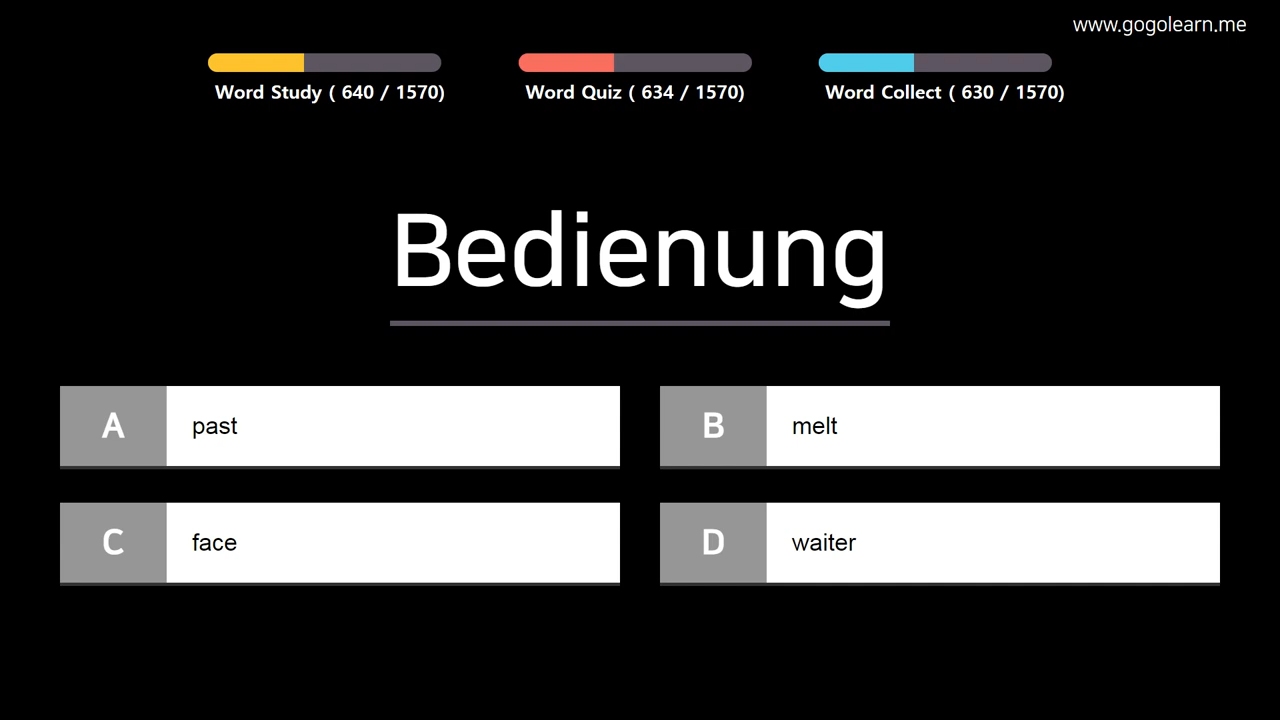 www.gogolearn.me
Word Study ( 640 / 1570)
Word Quiz ( 634 / 1570)
Word Collect ( 630 / 1570)
Bedienung
A past
B melt
C face
D waiter